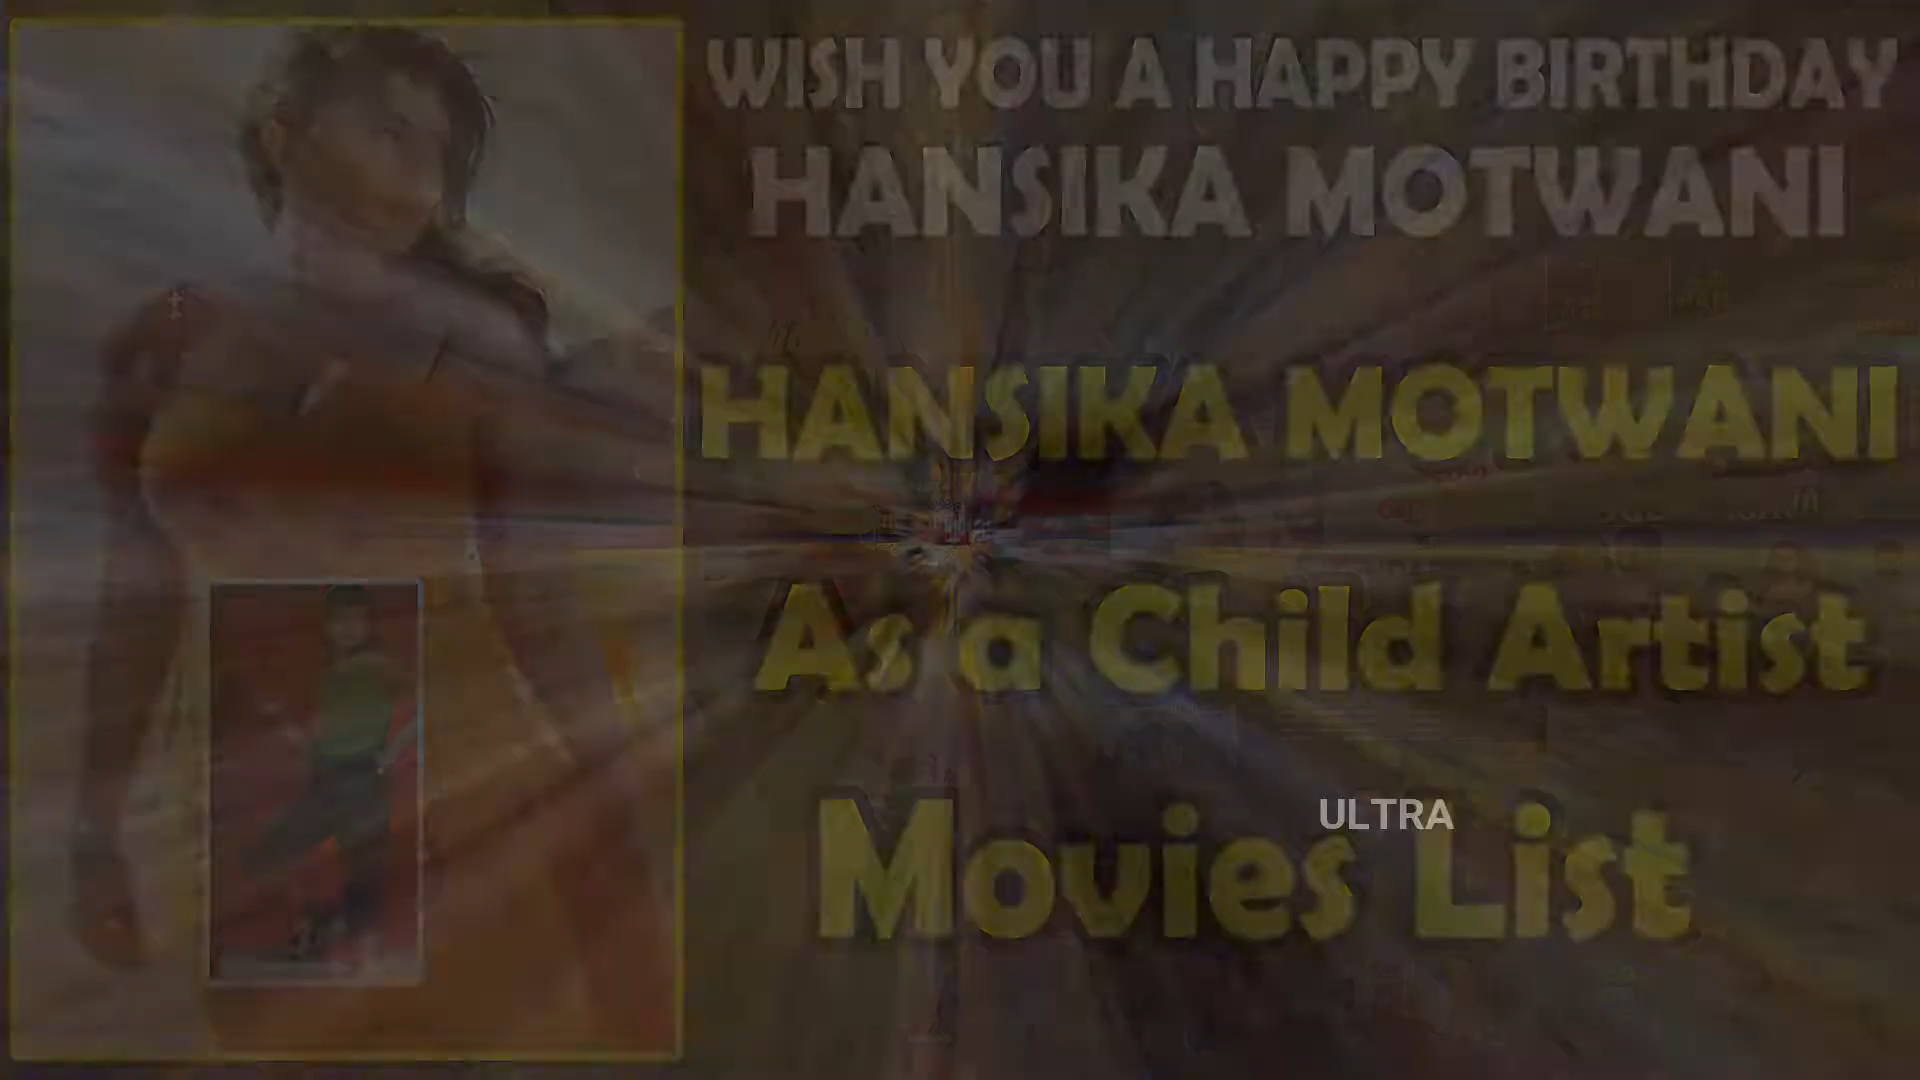 WISH YOU A HAPPY BIRTHDAY
HANSIKA MOTWANI
HANSIKA MOTWANI
As a Child Artist
ULTRA
Movies List